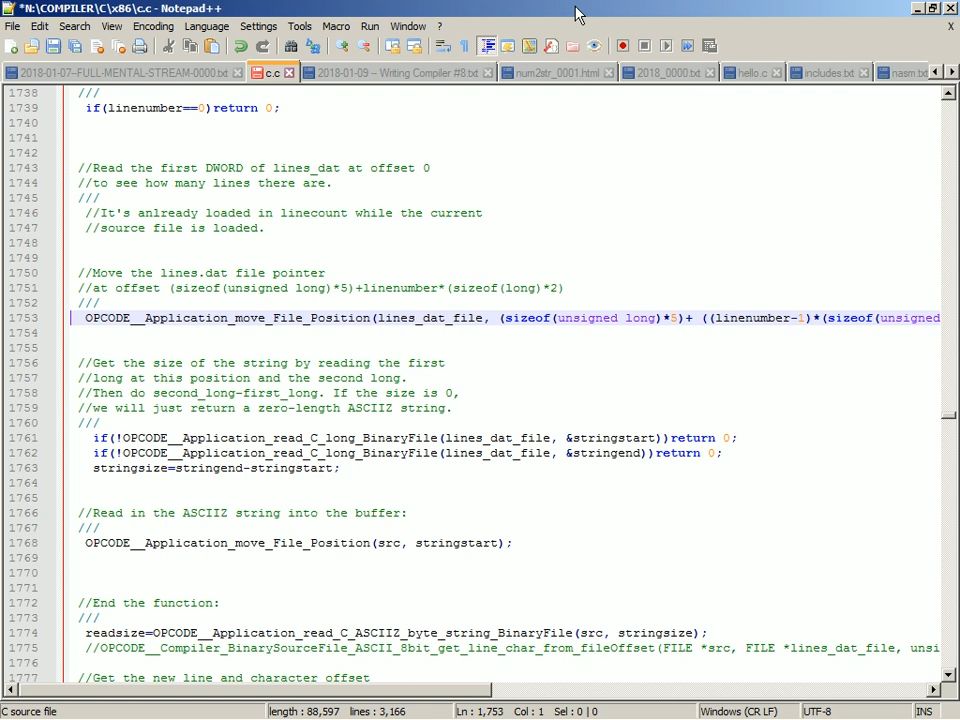 *N:\COMPILER\C\x86\c.c - Notepad++
File Edit Search View Encoding Language Settings Tools Macro Run Window ? X
2018-01-07-FULL-MENTAL-STREAM-0000.txt c.c 2018-01-09 -- Writing Compiler #8.txt num2str_0001.html 2018_0000.txt hello.c includes.txt nasm.txt
1738 ///
1739 if(linenumber==0)return 0;
1740
1741
1742
1743 //Read the first DWORD of lines_dat at offset 0
1744 //to see how many lines there are.
1745 ///
1746 //It's anlready loaded in linecount while the current
1747 //source file is loaded.
1748
1749
1750 //Move the lines.dat file pointer
1751 //at offset (sizeof(unsigned long)*5)+linenumber*(sizeof(long)*2)
1752 ///
1753 OPCODE__Application_move_File_Position(lines_dat_file, (sizeof(unsigned long)*5)+ ((linenumber-1)*(sizeof(unsigned
1754
1755
1756 //Get the size of the string by reading the first
1757 //long at this position and the second long.
1758 //Then do second_long-first_long. If the size is 0,
1759 //we will just return a zero-length ASCIIZ string.
1760 ///
1761 if(!OPCODE__Application_read_C_long_BinaryFile(lines_dat_file, &stringstart))return 0;
1762 if(!OPCODE__Application_read_C_long_BinaryFile(lines_dat_file, &stringend))return 0;
1763 stringsize=stringend-stringstart;
1764
1765
1766 //Read in the ASCIIZ string into the buffer:
1767 ///
1768 OPCODE__Application_move_File_Position(src, stringstart);
1769
1770
1771
1772 //End the function:
1773 ///
1774 readsize=OPCODE__Application_read_C_ASCIIZ_byte_string_BinaryFile(src, stringsize);
1775 //OPCODE__Compiler_BinarySourceFile_ASCII_8bit_get_line_char_from_fileOffset(FILE *src, FILE *lines_dat_file, unsi
1776
1777 //Get the new line and character offset
C source file length : 88,597 lines : 3,166 Ln : 1,753 Col : 1 Sel : 0 | 0 Windows (CR LF) UTF-8 INS